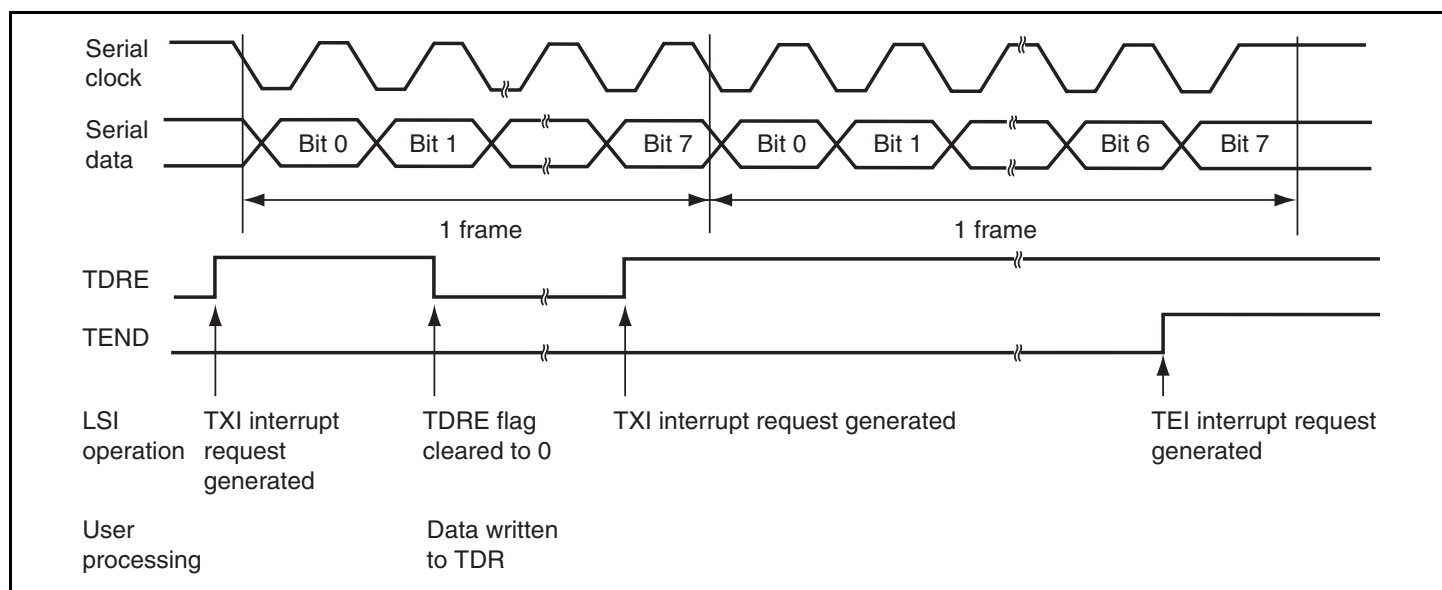 Serial
clock
Serial
data
Bit 0
Bit 1
Bit 7
Bit 0
Bit 1
Bit 6
Bit 7
1 frame
1 frame
TDRE
TEND
LSI
operation
TXI interrupt
request
generated
TDRE flag
cleared to 0
TXI interrupt request generated
TEI interrupt request
generated
User
processing
Data written
to TDR